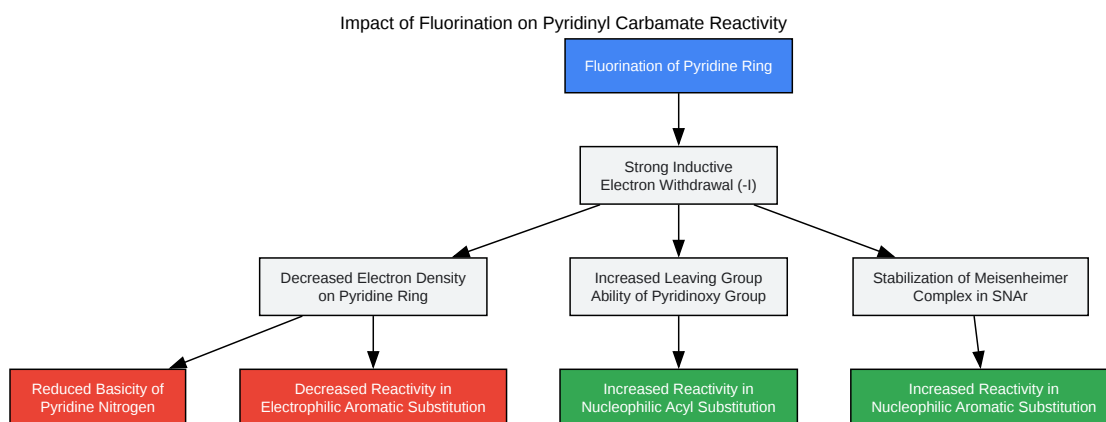 Impact of Fluorination on Pyridinyl Carbamate Reactivity
Fluorination of Pyridine Ring
Strong Inductive
Electron Withdrawal (-I)
Decreased Electron Density
on Pyridine Ring
Increased Leaving Group
Ability of Pyridinoxy Group
Stabilization of Meisenheimer
Complex in SNAr
Reduced Basicity of
Pyridine Nitrogen
Decreased Reactivity in
Electrophilic Aromatic Substitution
Increased Reactivity in
Nucleophilic Acyl Substitution
Increased Reactivity in
Nucleophilic Aromatic Substitution